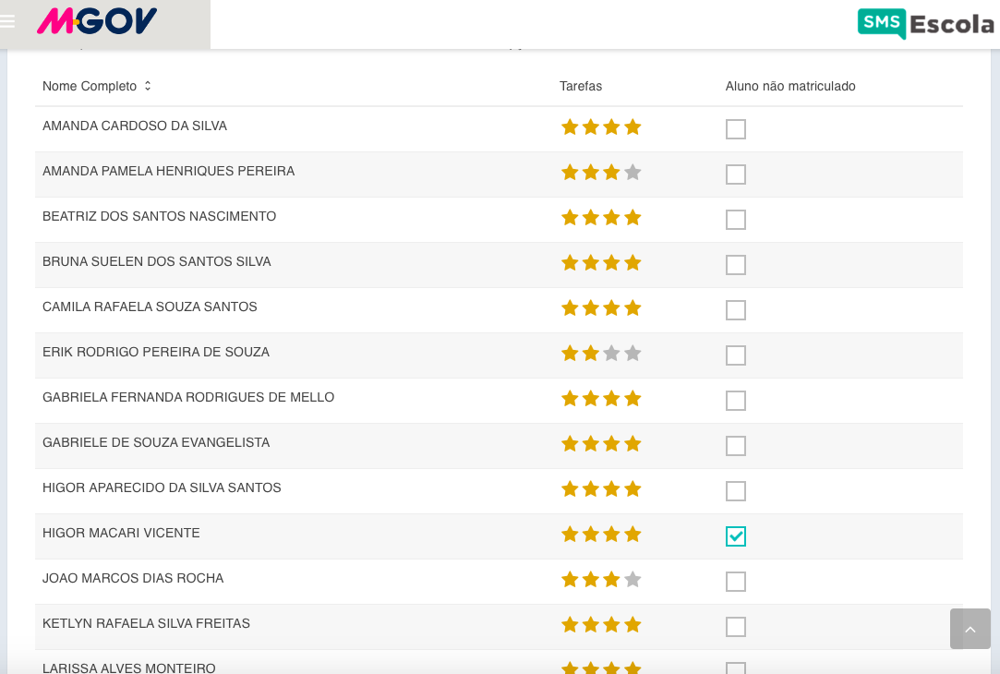 MGOV
SMS Escola
Nome Completo Tarefas Aluno não matriculado
AMANDA CARDOSO DA SILVA
AMANDA PAMELA HENRIQUES PEREIRA
BEATRIZ DOS SANTOS NASCIMENTO
BRUNA SUELEN DOS SANTOS SILVA
CAMILA RAFAELA SOUZA SANTOS
ERIK RODRIGO PEREIRA DE SOUZA
GABRIELA FERNANDA RODRIGUES DE MELLO
GABRIELE DE SOUZA EVANGELISTA
HIGOR APARECIDO DA SILVA SANTOS
HIGOR MACARI VICENTE
JOAO MARCOS DIAS ROCHA
KETLYN RAFAELA SILVA FREITAS
LARISSA ALVES MONTEIRO